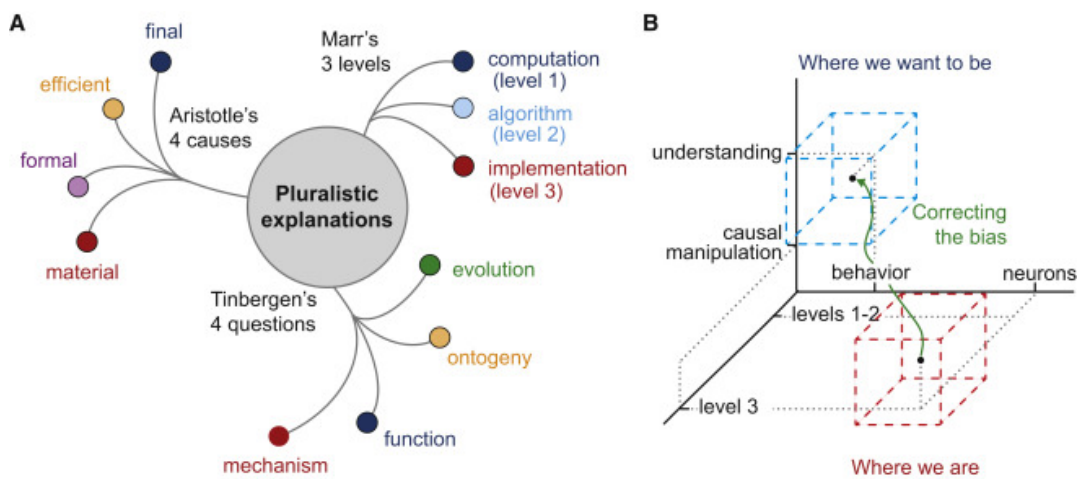 A
final
efficient
Aristotle's
4 causes
formal
material
Marr's
3 levels
computation
(level 1)
algorithm
(level 2)
implementation
(level 3)
Pluralistic
explanations
Tinbergen's
4 questions
evolution
ontogeny
function
mechanism
B
Where we want to be
understanding
causal
manipulation
Correcting
the bias
behavior
neurons
levels 1-2
level 3
Where we are